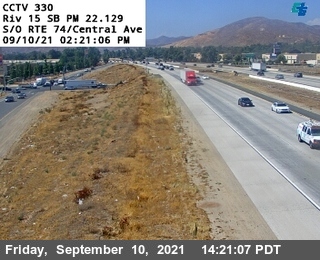 CCTV 330
Riv 15 SB PM 22.129
S/O RTE 74/Central Ave
09/10/21 02:21:06 PM
Friday, September 10, 2021 14:21:07 PDT